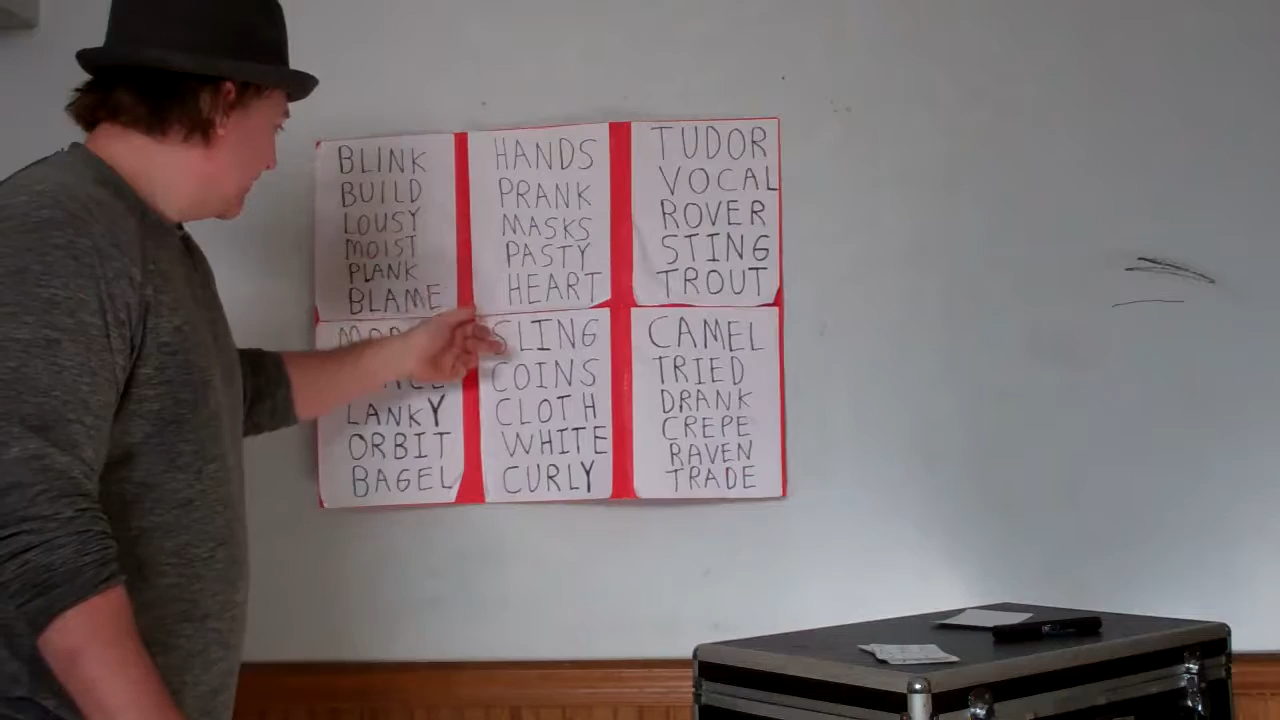 BLINK
BUILD
LOUSY
MOIST
PLANK
BLAME
HANDS
PRANK
MASKS
PASTY
HEART
TUDOR
VOCAL
ROVER
STING
TROUT
LANKY
ORBIT
BAGEL
SLING
COINS
CLOTH
WHITE
CURLY
CAMEL
TRIED
DRANK
CREPE
RAVEN
TRADE